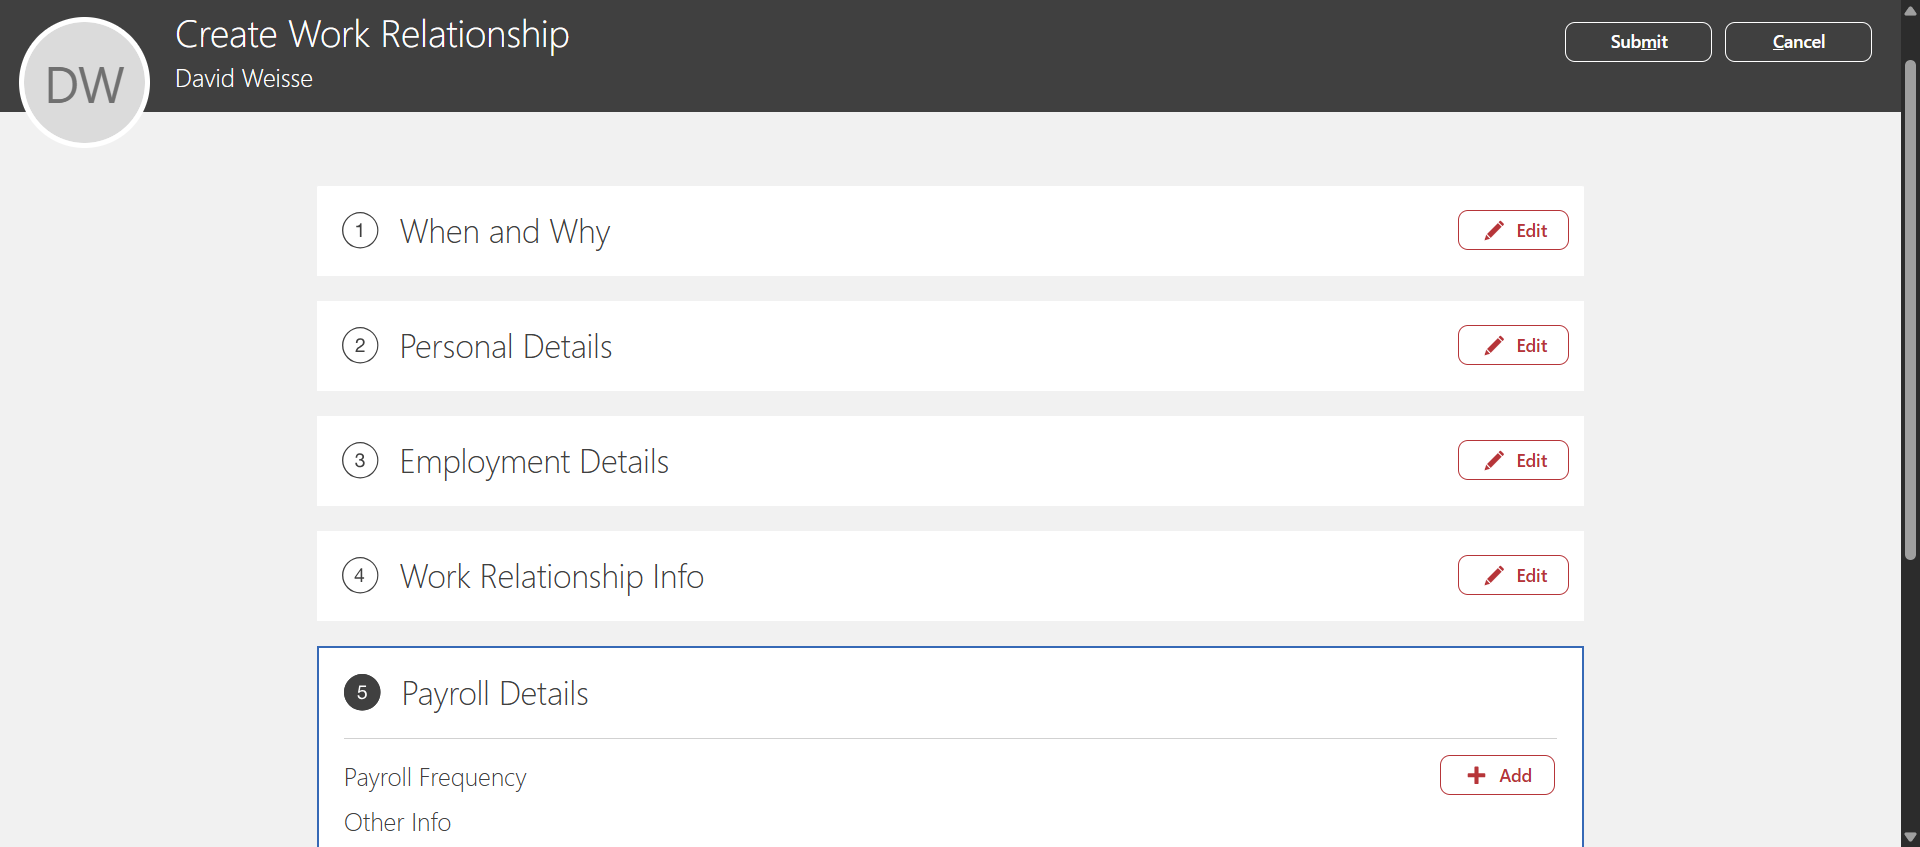 DW
Create Work Relationship
David Weisse
Submit
Cancel
1 When and Why
Edit
2 Personal Details
Edit
3 Employment Details
Edit
4 Work Relationship Info
Edit
5 Payroll Details
Payroll Frequency
Add
Other Info